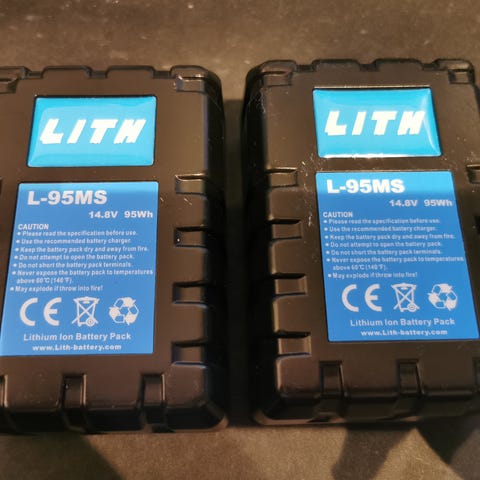 LITH
L-95MS
14.8V 95Wh
CAUTION
● Please read the specification before use.
● Use the recommended battery charger.
● Keep the battery pack dry and away from fire.
● Do not attempt to open the battery pack.
● Do not short the battery pack terminals.
● Never expose the battery pack to temperatures
above 60℃(140℉).
● May explode if throw into fire!
CE
Lithium Ion Battery Pack
www.Lith-battery.com
LITH
L-95MS
14.8V 95Wh
CAUTION
● Please read the specification before use.
● Use the recommended battery charger.
● Keep the battery pack dry and away from fire.
● Do not attempt to open the battery pack.
● Do not short the battery pack terminals.
● Never expose the battery pack to temperatures
above 60℃(140℉).
● May explode if throw into fire!
CE
Lithium Ion Battery Pack
www.Lith-battery.com